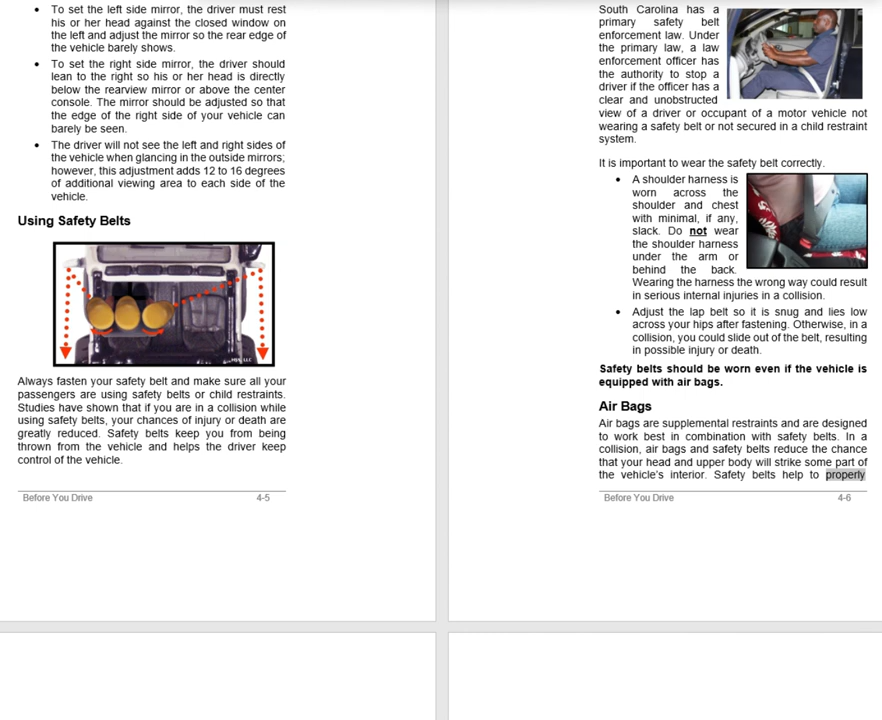 • To set the left side mirror, the driver must rest
his or her head against the closed window on
the left and adjust the mirror so the rear edge of
the vehicle barely shows.
• To set the right side mirror, the driver should
lean to the right so his or her head is directly
below the rearview mirror or above the center
console. The mirror should be adjusted so that
the edge of the right side of your vehicle can
barely be seen.
• The driver will not see the left and right sides of
the vehicle when glancing in the outside mirrors;
however, this adjustment adds 12 to 16 degrees
of additional viewing area to each side of the
vehicle.
Using Safety Belts
Always fasten your safety belt and make sure all your
passengers are using safety belts or child restraints.
Studies have shown that if you are in a collision while
using safety belts, your chances of injury or death are
greatly reduced. Safety belts keep you from being
thrown from the vehicle and helps the driver keep
control of the vehicle.
Before You Drive 4-5
South Carolina has a
primary safety belt
enforcement law. Under
the primary law, a law
enforcement officer has
the authority to stop a
driver if the officer has a
clear and unobstructed
view of a driver or occupant of a motor vehicle not
wearing a safety belt or not secured in a child restraint
system.
It is important to wear the safety belt correctly.
• A shoulder harness is
worn across the
shoulder and chest
with minimal, if any,
slack. Do not wear
the shoulder harness
under the arm or
behind the back.
Wearing the harness the wrong way could result
in serious internal injuries in a collision.
• Adjust the lap belt so it is snug and lies low
across your hips after fastening. Otherwise, in a
collision, you could slide out of the belt, resulting
in possible injury or death.
Safety belts should be worn even if the vehicle is
equipped with air bags.
Air Bags
Air bags are supplemental restraints and are designed
to work best in combination with safety belts. In a
collision, air bags and safety belts reduce the chance
that your head and upper body will strike some part of
the vehicle's interior. Safety belts help to properly
Before You Drive 4-6